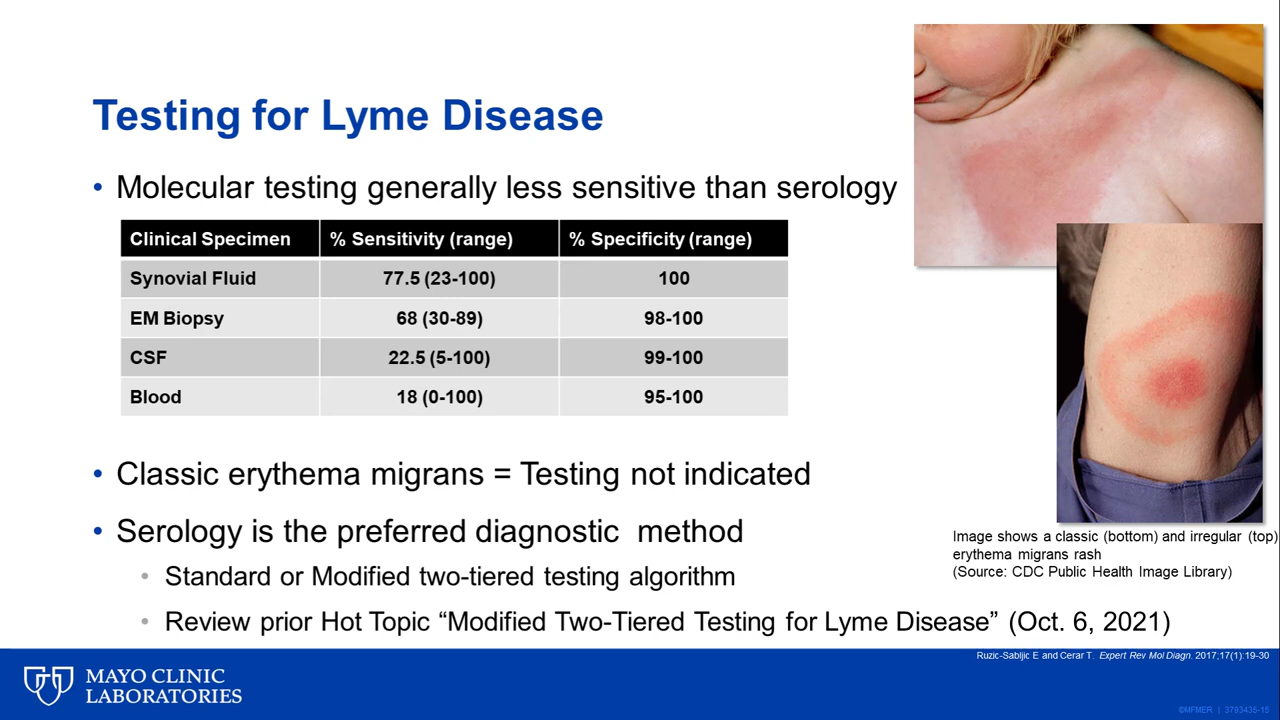 Testing for Lyme Disease
• Molecular testing generally less sensitive than serology
Clinical Specimen % Sensitivity (range) % Specificity (range)
Synovial Fluid 77.5 (23-100) 100
EM Biopsy 68 (30-89) 98-100
CSF 22.5 (5-100) 99-100
Blood 18 (0-100) 95-100
• Classic erythema migrans = Testing not indicated
• Serology is the preferred diagnostic method
• Standard or Modified two-tiered testing algorithm
• Review prior Hot Topic “Modified Two-Tiered Testing for Lyme Disease” (Oct. 6, 2021)
Image shows a classic (bottom) and irregular (top)
erythema migrans rash
(Source: CDC Public Health Image Library)
Ruzic-Sabljic E and Cerar T. Expert Rev Mol Diagn. 2017;17(1):19-30
MAYO CLINIC
LABORATORIES
©MFMER | 3793435-15